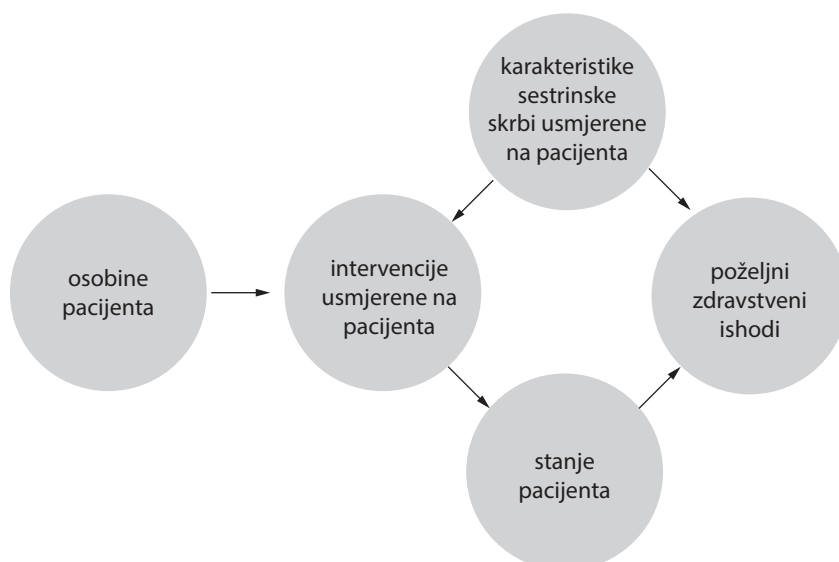 karakteristike
sestrinske
skrbi usmjerene
na pacijenta
osobine
pacijenta
intervencije
usmjerene na
pacijenta
poželjni
zdravstveni
ishodi
stanje
pacijenta